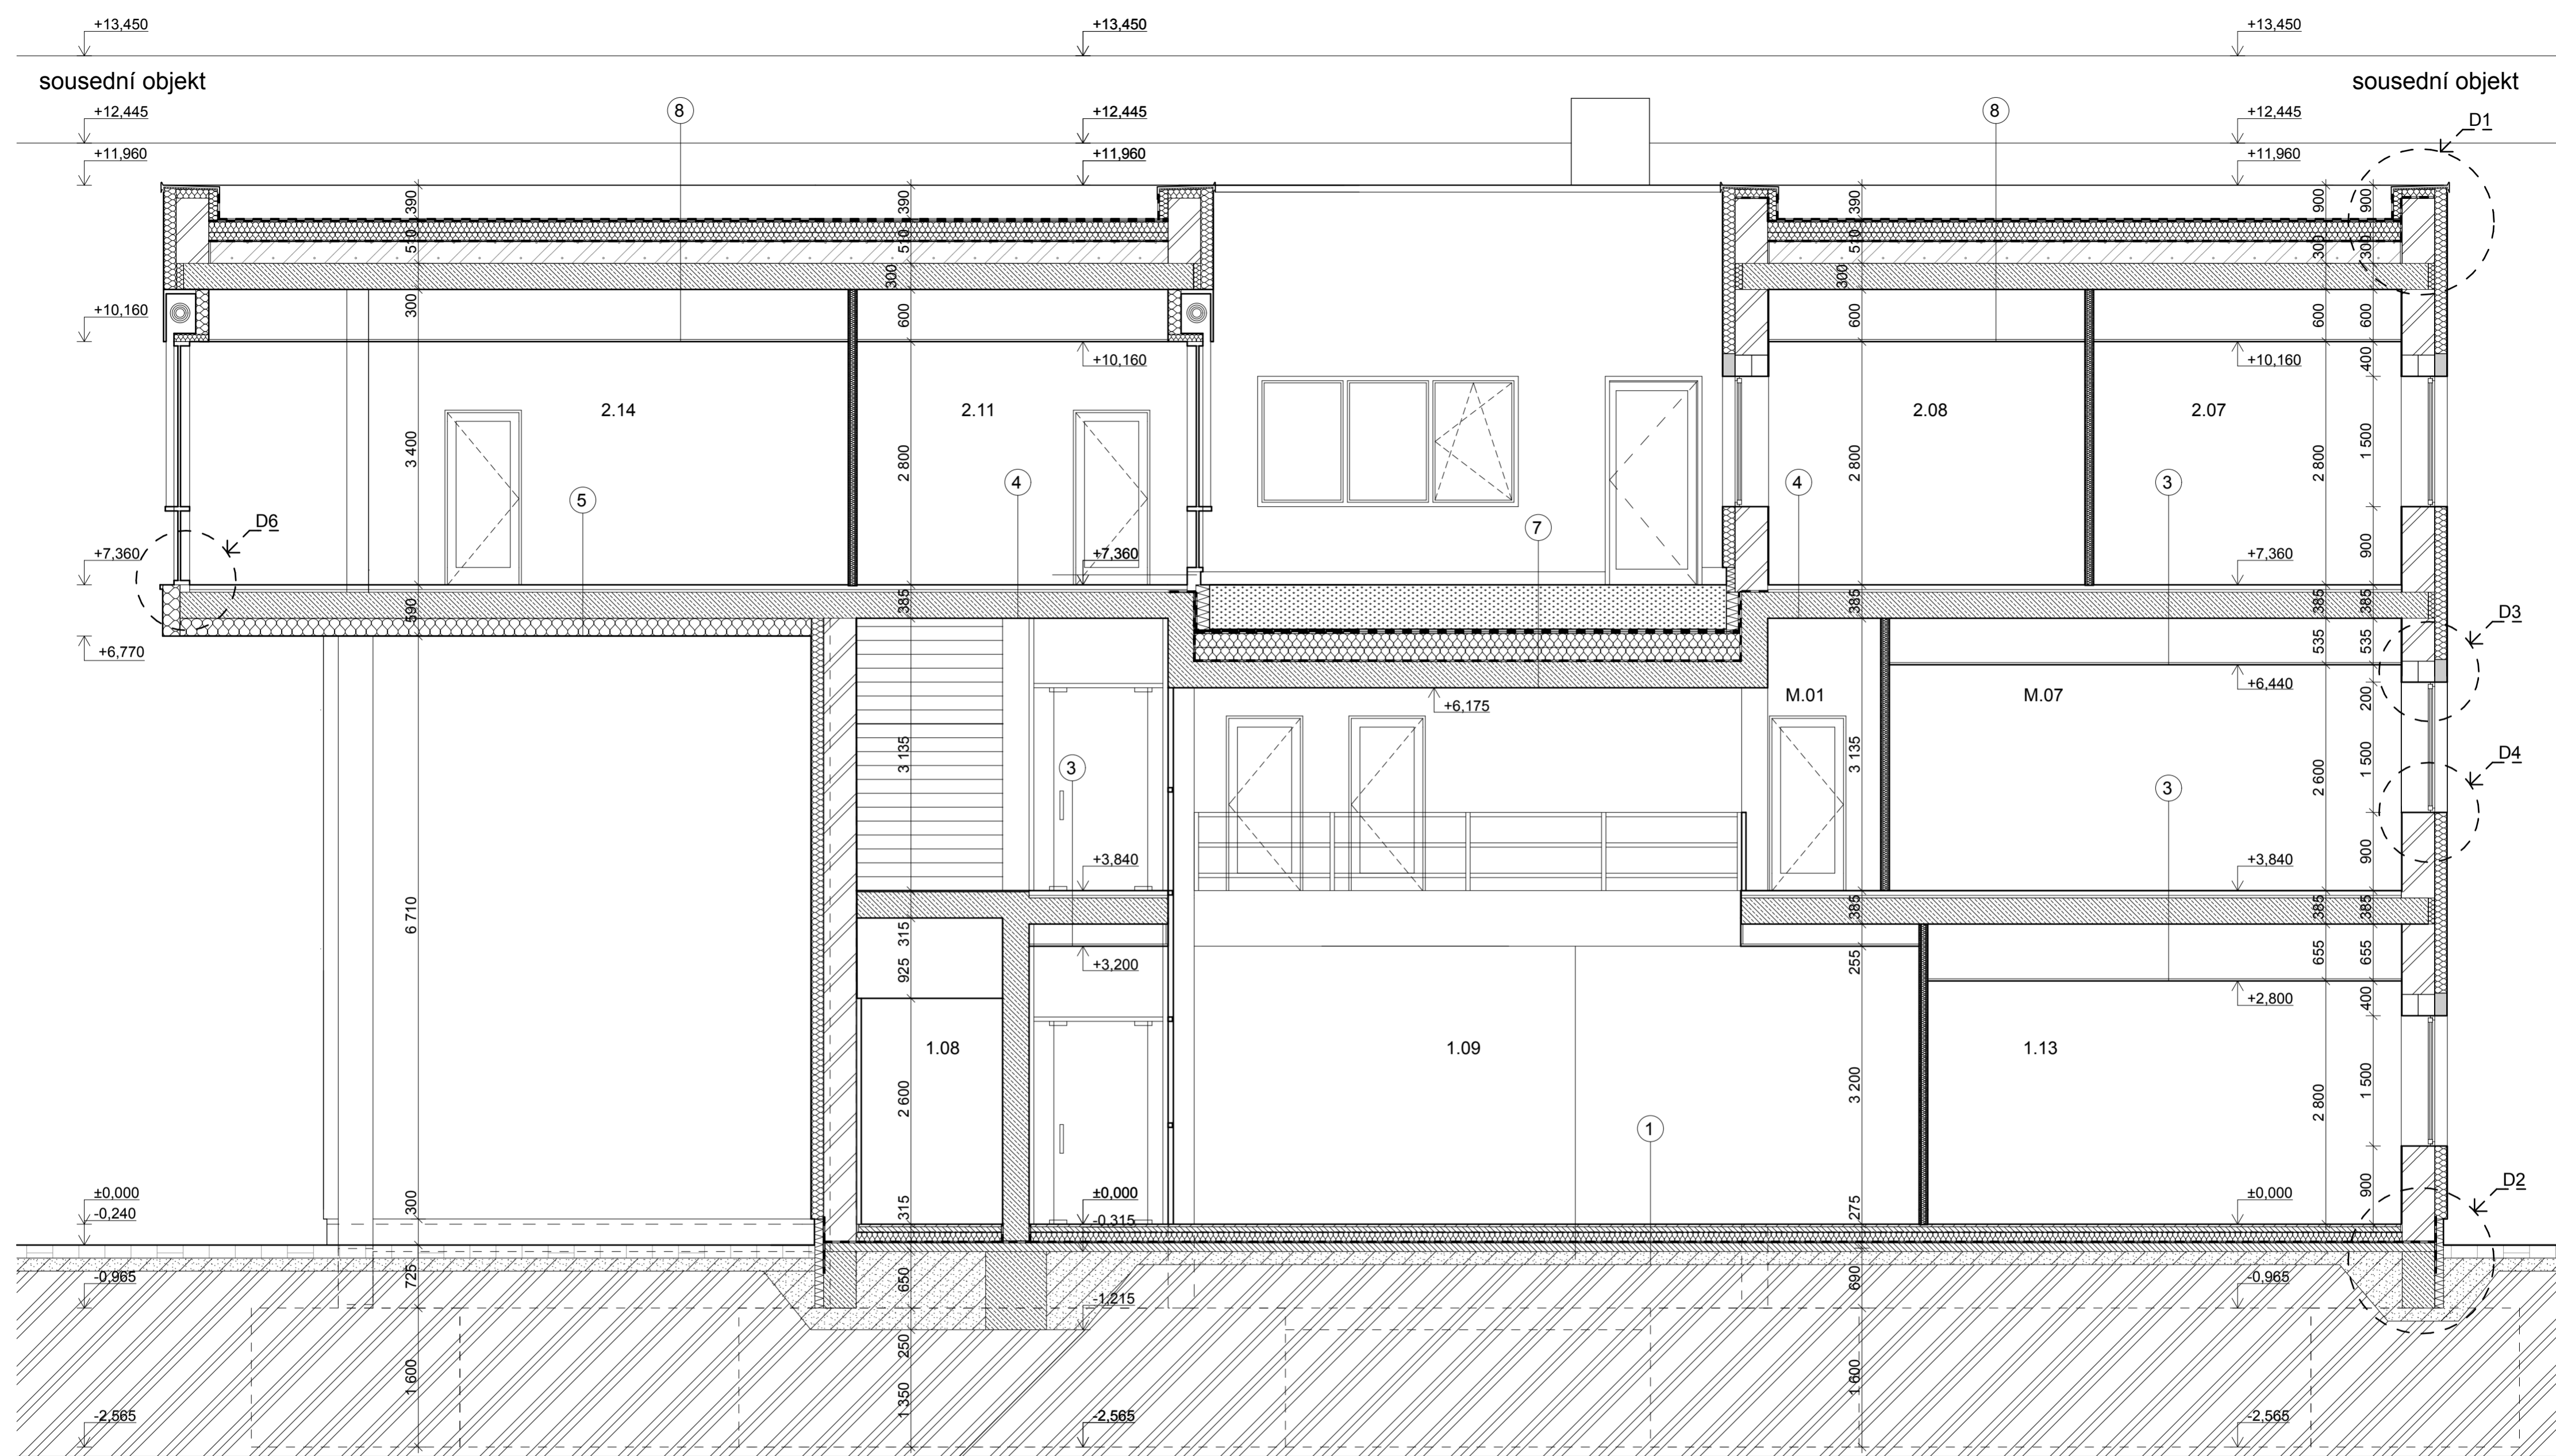 +13,450 +13,450 +13,450
sousední objekt sousední objekt
+12,445 8 +12,445 8 +12,445 D1
+11,960 +11,960 +11,960
390 390 390 900 900
510 510 510 300 300
300 300
+10,160 300 600 600 600 600
+10,160 +10,160 400
2.14 2.11 2.08 2.07
3 400 2 800 2 800 2 800 1 500
5 4 4 3
D6 7
+7,360 +7,360 +7,360 900
590 385 385 385 385
D3
+6,770 535 535
+6,440
M.01 M.07
+6,175 200
3 135 3 135 2 600 1 500 D4
3 3
+3,840 +3,840 900
6 710 385 385 385
315 655 655
925 +3,200 255
+2,800 400
1.08 1.09 1.13
2 600 3 200 2 800 1 500
1
±0,000 ±0,000 ±0,000 D2
-0,240 300 315 -0,315 275 900
-0,965 725 650 690 -0,965
-1,215
250
1 600 1 350 1 600
-2,565 -2,565 -2,565